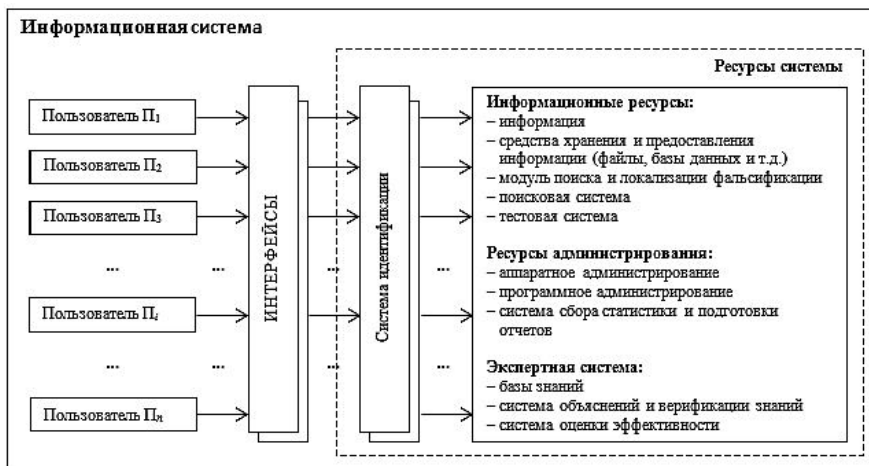 Информационная система
Ресурсы системы
Пользователь П1
Пользователь П2
Пользователь П3
... ... ... ...
Пользователь Пi
... ... ... ...
Пользователь Пn
ИНТЕРФЕЙСЫ
Система идентификации
Информационные ресурсы:
– информация
– средства хранения и предоставления
информации (файлы, базы данных и т.д.)
– модуль поиска и локализации фальсификации
– поисковая система
– тестовая система
Ресурсы администрирования:
– аппаратное администрирование
– программное администрирование
– система сбора статистики и подготовки
отчетов
Экспертная система:
– базы знаний
– система объяснений и верификации знаний
– система оценки эффективности